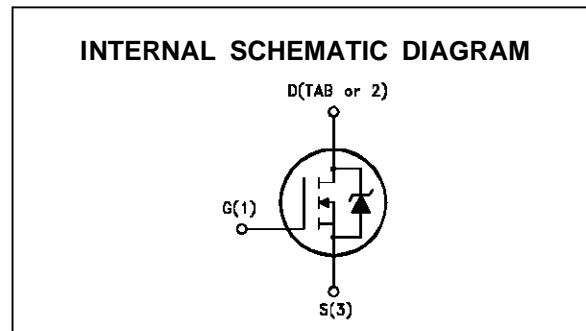 INTERNAL SCHEMATIC DIAGRAM
D(TAB or 2)
G(1)
S(3)